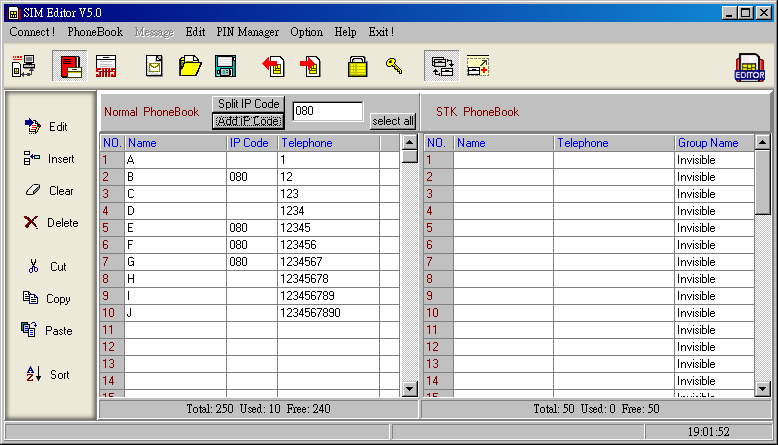 SIM Editor V5.0
Connect ! PhoneBook Message Edit PIN Manager Option Help Exit !
SMS
EDITOR
Edit
Insert
Clear
Delete
Cut
Copy
Paste
Sort
Normal PhoneBook
Split IP Code
Add IP Code
080
select all
NO. Name IP Code Telephone
1 A 1
2 B 080 12
3 C 123
4 D 1234
5 E 080 12345
6 F 080 123456
7 G 080 1234567
8 H 12345678
9 I 123456789
10 J 1234567890
11
12
13
14
15
Total: 250 Used: 10 Free: 240
STK PhoneBook
NO. Name Telephone Group Name
1 Invisible
2 Invisible
3 Invisible
4 Invisible
5 Invisible
6 Invisible
7 Invisible
8 Invisible
9 Invisible
10 Invisible
11 Invisible
12 Invisible
13 Invisible
14 Invisible
15 Invisible
Total: 50 Used: 0 Free: 50
19:01:52